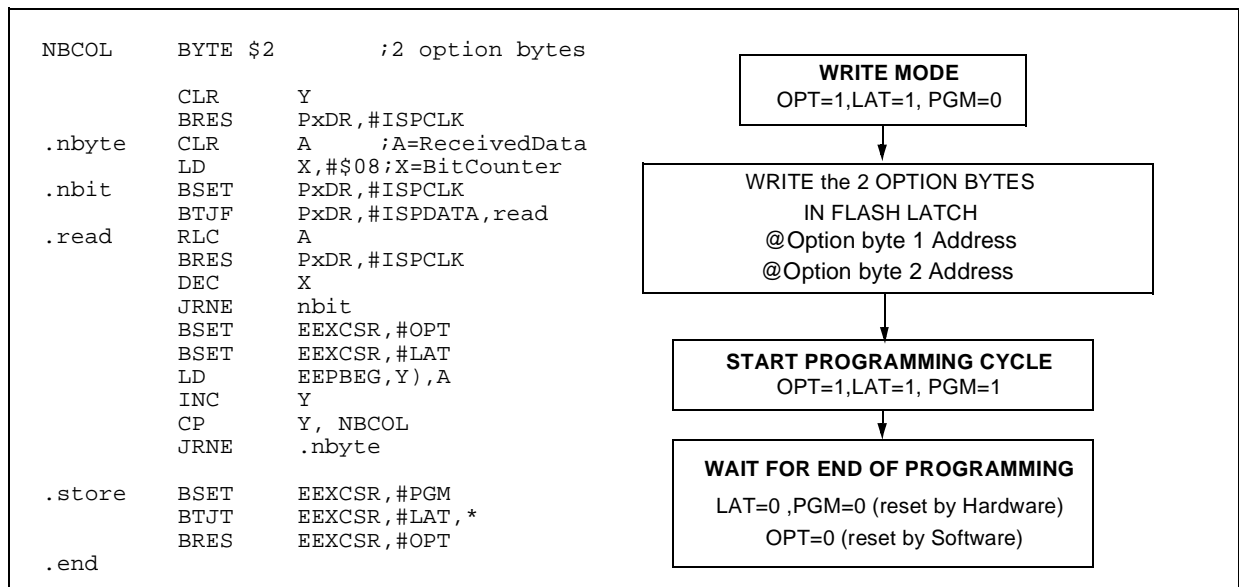 NBCOL BYTE $2 ;2 option bytes
CLR Y
BRES PxDR,#ISPCLK
.nbyte CLR A ;A=ReceivedData
LD X,#$08;X=BitCounter
.nbit BSET PxDR,#ISPCLK
BTJF PxDR,#ISPDATA,read
.read RLC A
BRES PxDR,#ISPCLK
DEC X
JRNE nbit
BSET EEXCSR,#OPT
BSET EEXCSR,#LAT
LD EEPBEG,Y),A
INC Y
CP Y, NBCOL
JRNE .nbyte
.store BSET EEXCSR,#PGM
BTJT EEXCSR,#LAT,*
BRES EEXCSR,#OPT
.end
WRITE MODE
OPT=1,LAT=1, PGM=0
WRITE the 2 OPTION BYTES
IN FLASH LATCH
@Option byte 1 Address
@Option byte 2 Address
START PROGRAMMING CYCLE
OPT=1,LAT=1, PGM=1
WAIT FOR END OF PROGRAMMING
LAT=0 ,PGM=0 (reset by Hardware)
OPT=0 (reset by Software)